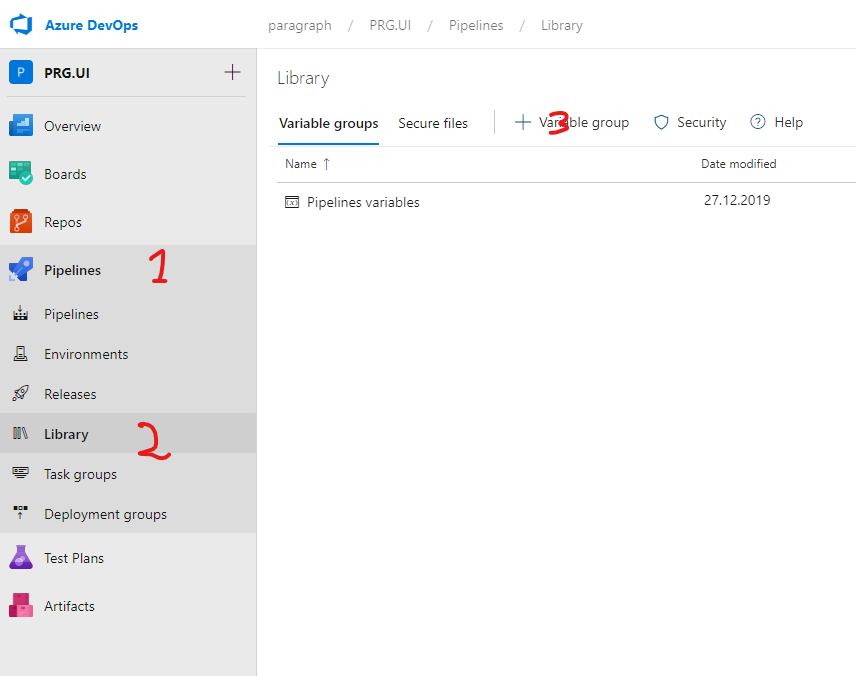 Azure DevOps
paragraph / PRG.UI / Pipelines / Library
P PRG.UI
Overview
Boards
Repos
Pipelines 1
Pipelines
Environments
Releases
Library 2
Task groups
Deployment groups
Test Plans
Artifacts
Library
Variable groups Secure files + Variable group 3 Security ? Help
Name ↑ Date modified
Pipelines variables 27.12.2019